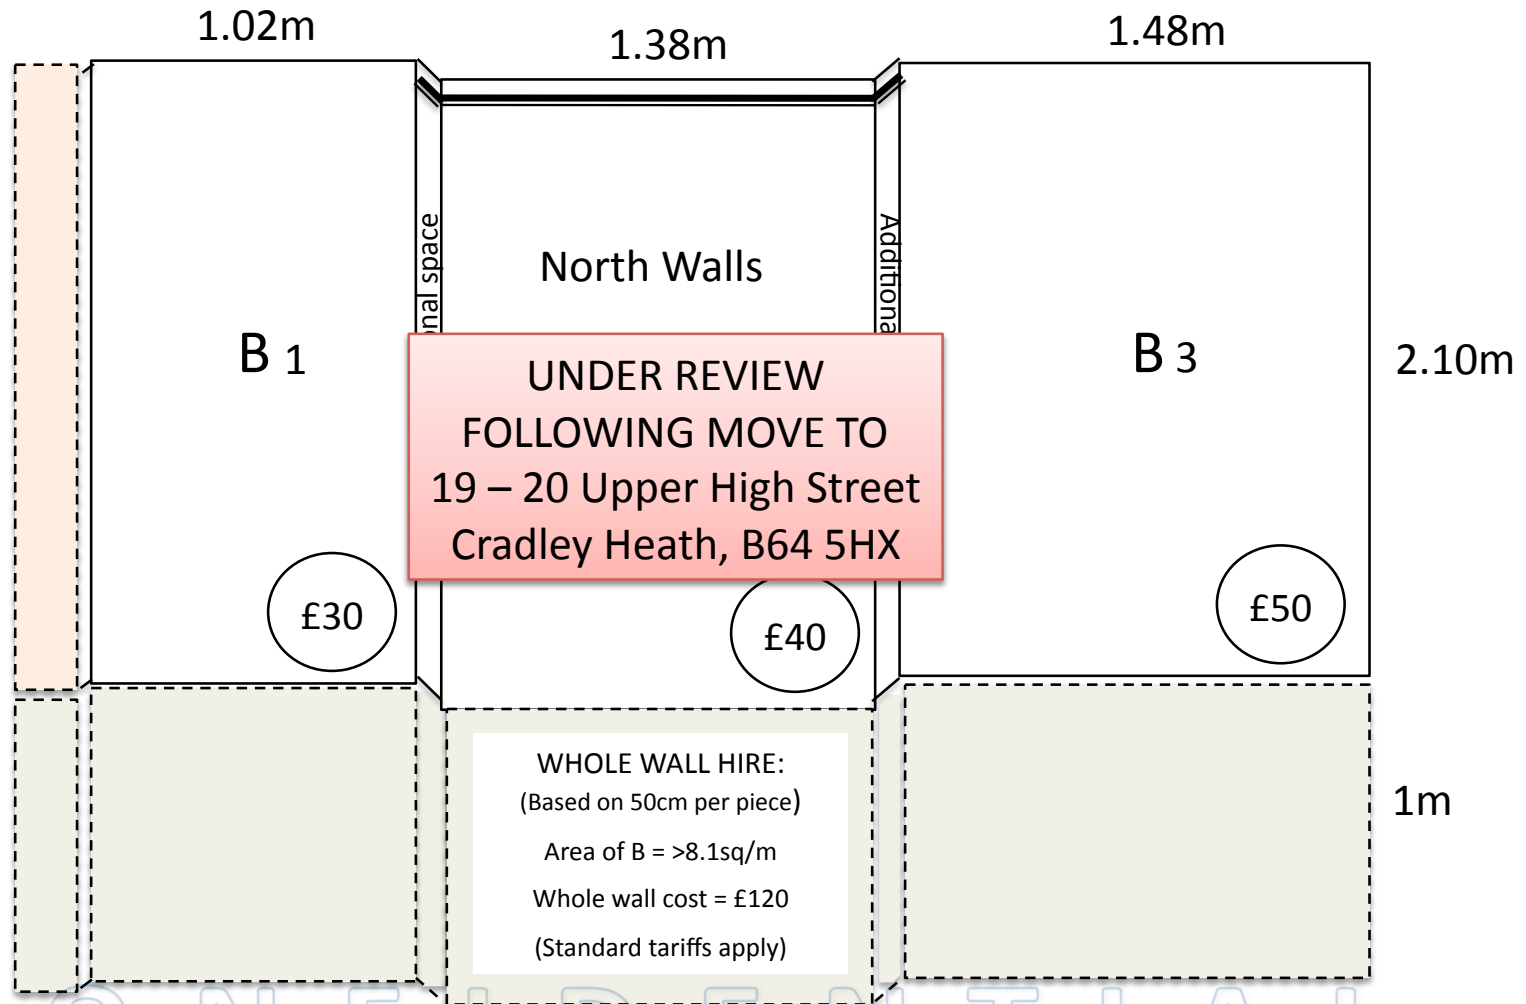 1.02m
1.38m
1.48m
North Walls
space
B 1
B 3
2.10m
UNDER REVIEW
FOLLOWING MOVE TO
19 – 20 Upper High Street
Cradley Heath, B64 5HX
£30
£40
£50
WHOLE WALL HIRE:
(Based on 50cm per piece)
Area of B = >8.1sq/m
Whole wall cost = £120
(Standard tariffs apply)
1m